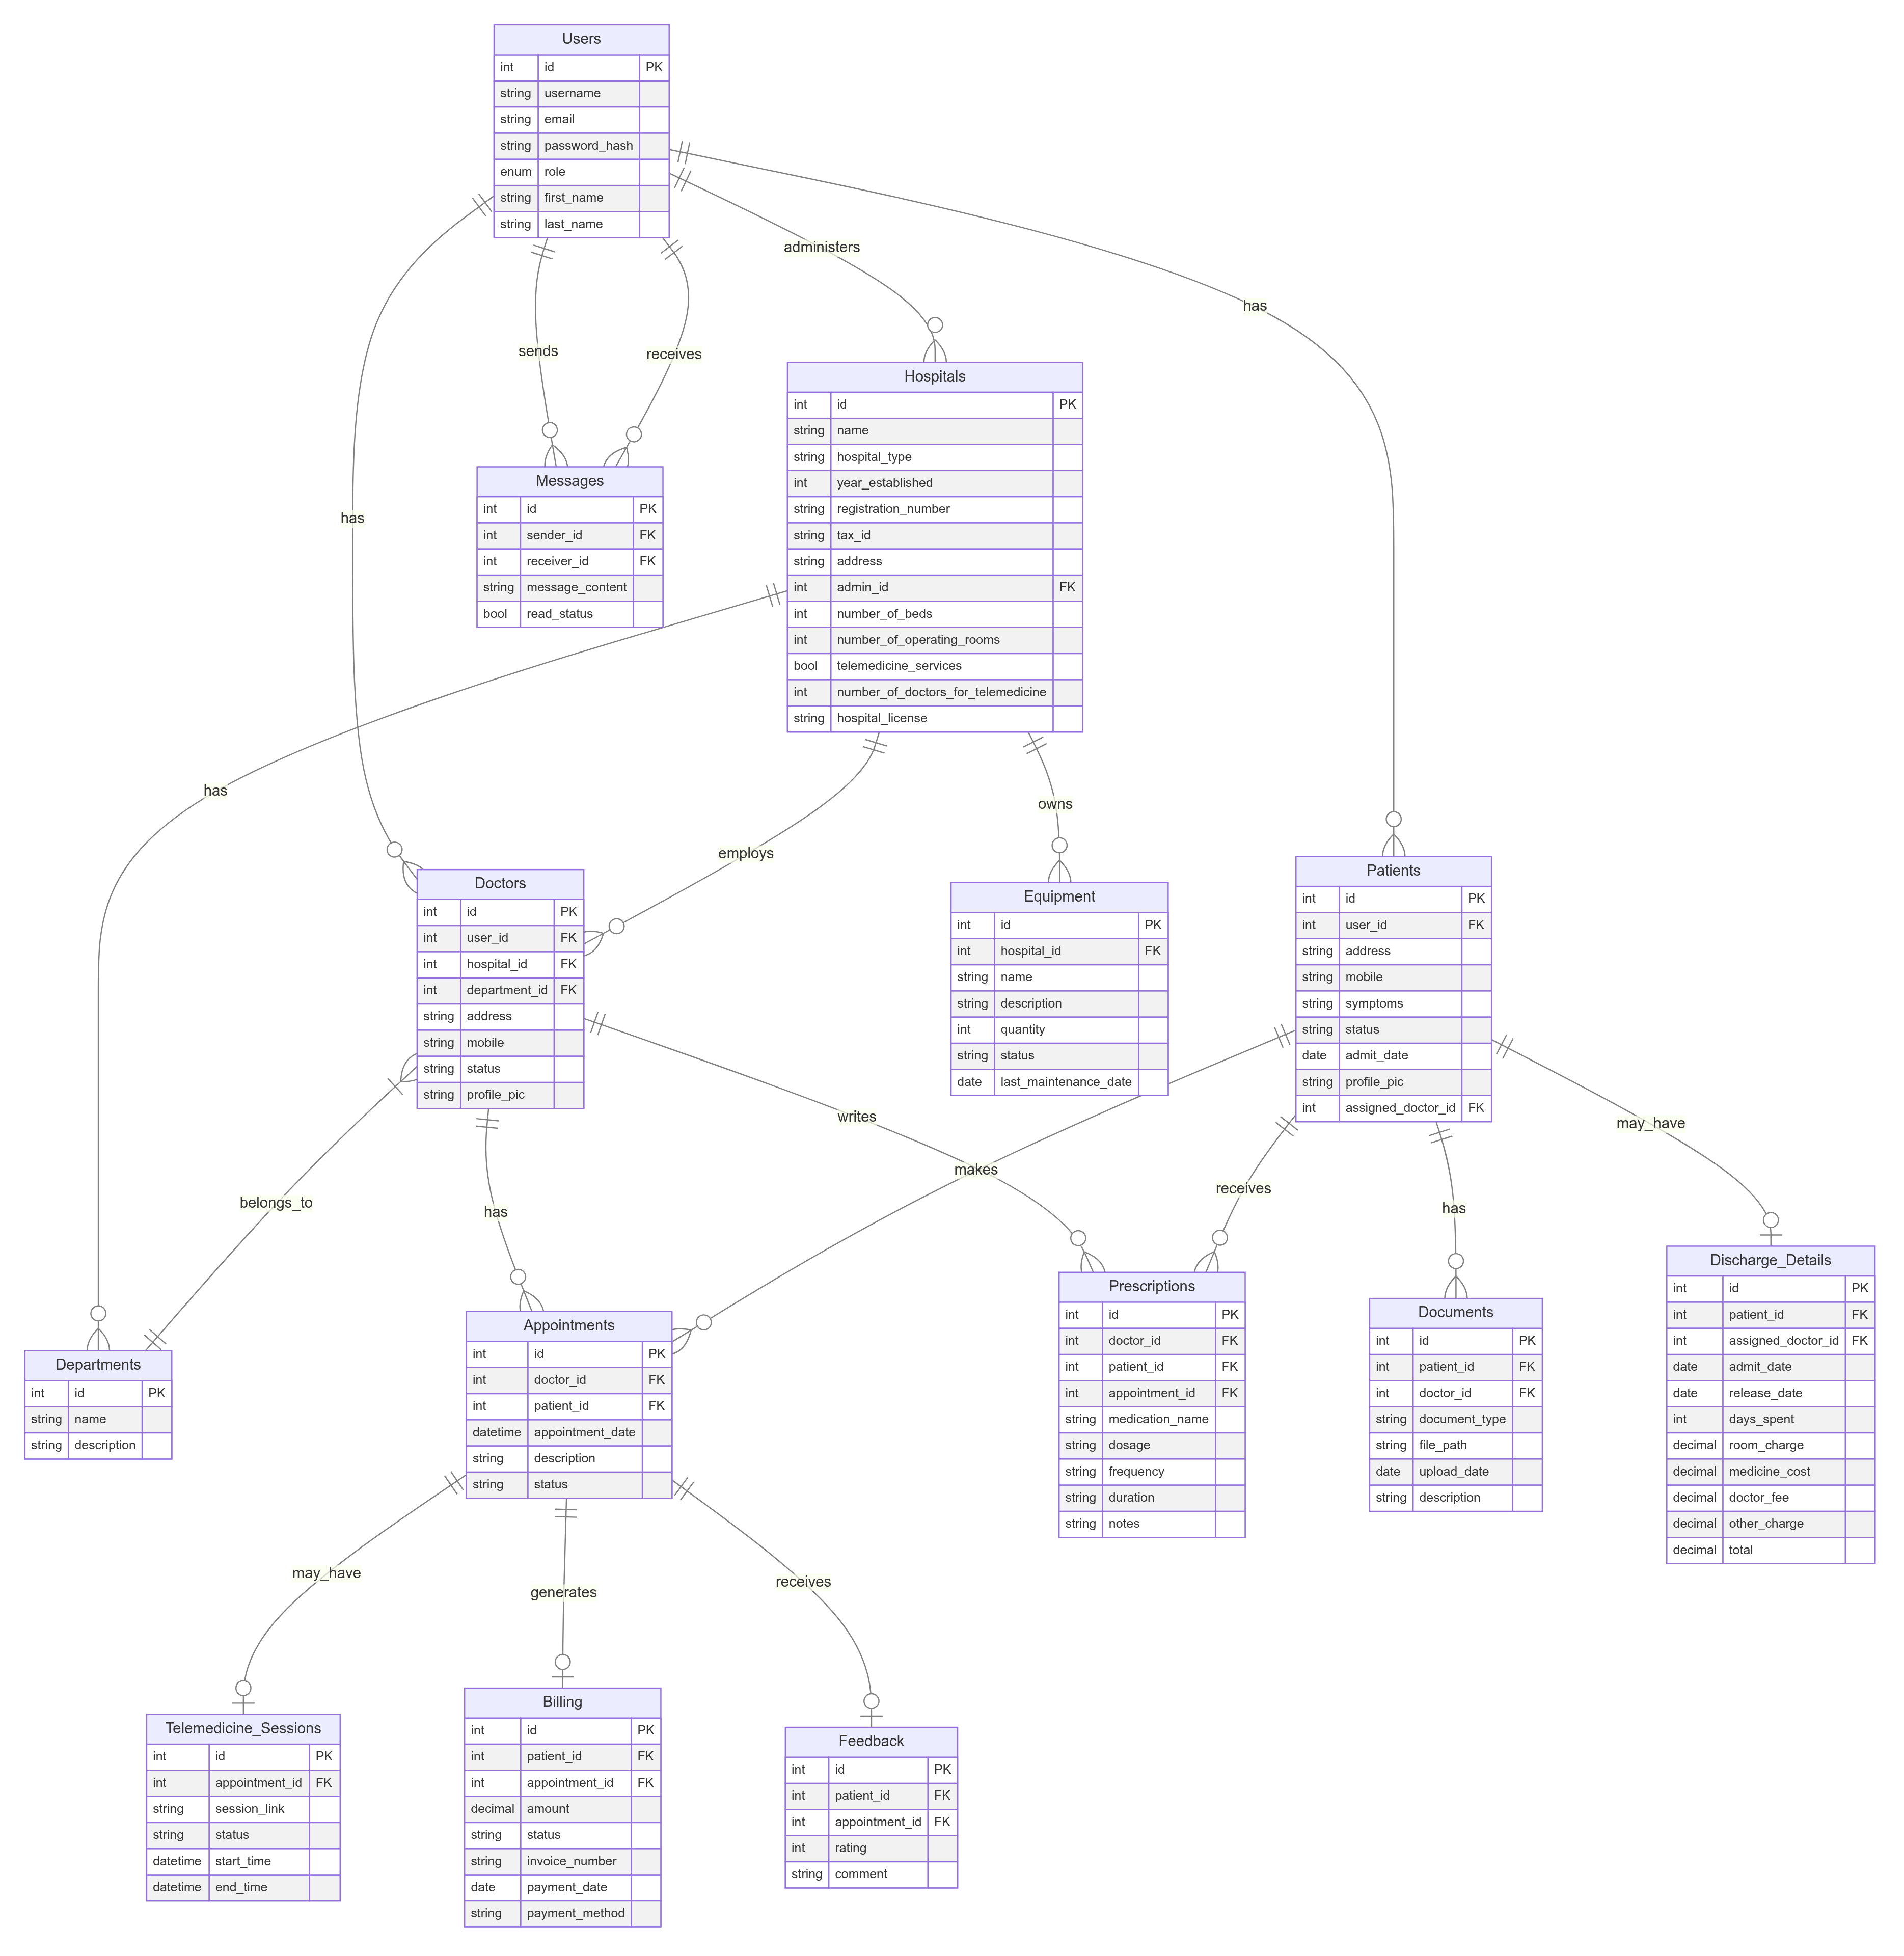 Users
int id PK
string username
string email
string password_hash
enum role
string first_name
string last_name
administers
has
sends
receives
has
Hospitals
int id PK
string name
string hospital_type
int year_established
string registration_number
string tax_id
string address
int admin_id FK
int number_of_beds
int number_of_operating_rooms
bool telemedicine_services
int number_of_doctors_for_telemedicine
string hospital_license
Messages
int id PK
int sender_id FK
int receiver_id FK
string message_content
bool read_status
has
employs
owns
Doctors
int id PK
int user_id FK
int hospital_id FK
int department_id FK
string address
string mobile
string status
string profile_pic
Equipment
int id PK
int hospital_id FK
string name
string description
int quantity
string status
date last_maintenance_date
Patients
int id PK
int user_id FK
string address
string mobile
string symptoms
string status
date admit_date
string profile_pic
int assigned_doctor_id FK
belongs_to
has
writes
makes
receives
has
may_have
Departments
int id PK
string name
string description
Appointments
int id PK
int doctor_id FK
int patient_id FK
datetime appointment_date
string description
string status
Prescriptions
int id PK
int doctor_id FK
int patient_id FK
int appointment_id FK
string medication_name
string dosage
string frequency
string duration
string notes
Documents
int id PK
int patient_id FK
int doctor_id FK
string document_type
string file_path
date upload_date
string description
Discharge_Details
int id PK
int patient_id FK
int assigned_doctor_id FK
date admit_date
date release_date
int days_spent
decimal room_charge
decimal medicine_cost
decimal doctor_fee
decimal other_charge
decimal total
may_have
generates
receives
Telemedicine_Sessions
int id PK
int appointment_id FK
string session_link
string status
datetime start_time
datetime end_time
Billing
int id PK
int patient_id FK
int appointment_id FK
decimal amount
string status
string invoice_number
date payment_date
string payment_method
Feedback
int id PK
int patient_id FK
int appointment_id FK
int rating
string comment